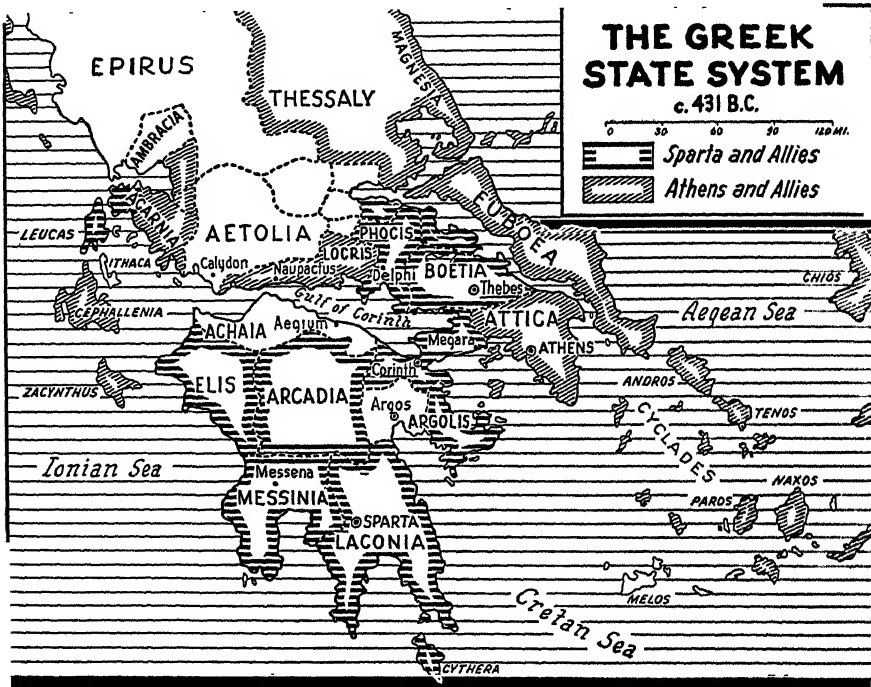 THE GREEK
STATE SYSTEM
c. 431 B.C.
0 30 60 90 120 MI.
Sparta and Allies
Athens and Allies
EPIRUS
THESSALY
MAGNESIA
AMBRACIA
ACARNIA
LEUCAS
AETOLIA
PHOCIS
LOCRIS
EUBOEA
ITHACA
Calydon
Naupactus
Delphi
BOETIA
Thebes
CHIOS
CEPHALLENIA
Gulf of Corinth
ATTICA
Aegean Sea
ACHAIA
Aegium
Megara
ATHENS
ZACYNTHUS
ELIS
ARCADIA
Corinth
ANDROS
Argos
ARGOLIS
TENOS
CYCLADES
Ionian Sea
Messena
MESSINIA
NAXOS
PAROS
SPARTA
LACONIA
MELOS
Cretan Sea
CYTHERA